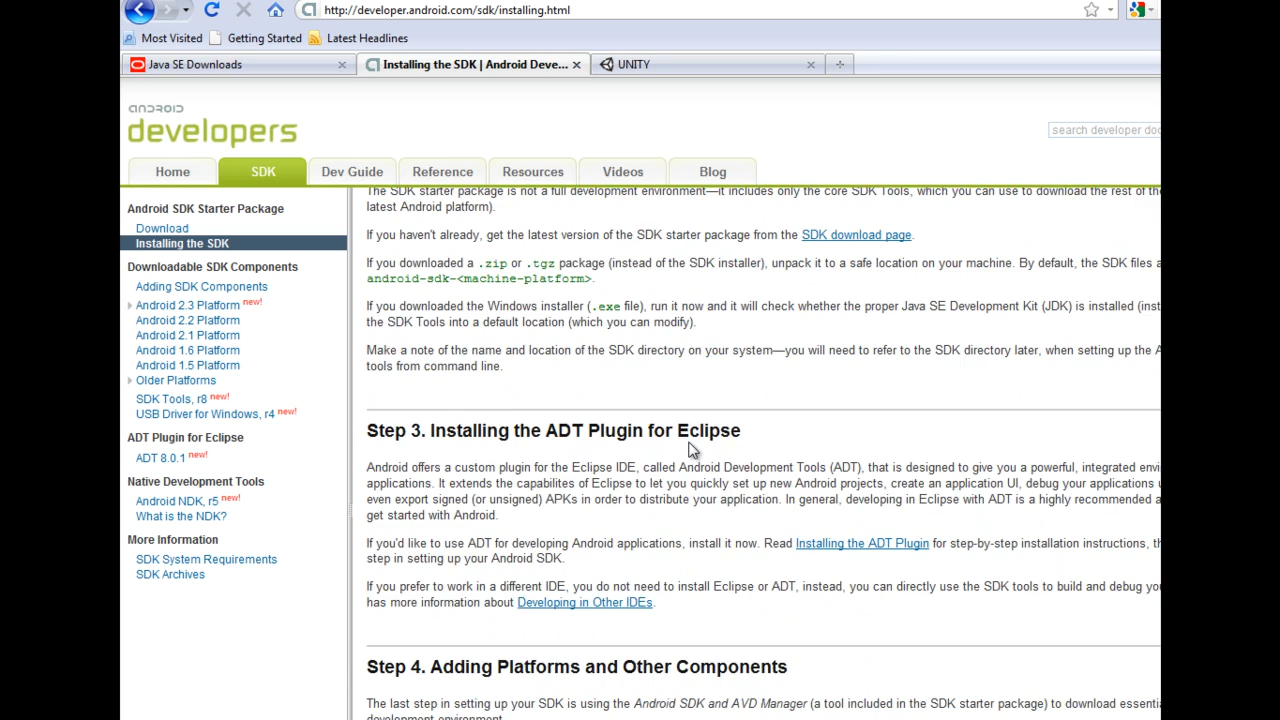 http://developer.android.com/sdk/installing.html
Most Visited Getting Started Latest Headlines
Java SE Downloads Installing the SDK | Android Deve... UNITY
ANDROID
developers
search developer doc
Home SDK Dev Guide Reference Resources Videos Blog
Android SDK Starter Package
Download
Installing the SDK
Downloadable SDK Components
Adding SDK Components
Android 2.3 Platform new!
Android 2.2 Platform
Android 2.1 Platform
Android 1.6 Platform
Android 1.5 Platform
Older Platforms
SDK Tools, r8 new!
USB Driver for Windows, r4 new!
ADT Plugin for Eclipse
ADT 8.0.1 new!
Native Development Tools
Android NDK, r5 new!
What is the NDK?
More Information
SDK System Requirements
SDK Archives
The SDK starter package is not a full development environment—it includes only the core SDK Tools, which you can use to download the rest of the
latest Android platform).
If you haven't already, get the latest version of the SDK starter package from the SDK download page.
If you downloaded a .zip or .tgz package (instead of the SDK installer), unpack it to a safe location on your machine. By default, the SDK files a
android-sdk-<machine-platform>.
If you downloaded the Windows installer (.exe file), run it now and it will check whether the proper Java SE Development Kit (JDK) is installed (inst
the SDK Tools into a default location (which you can modify).
Make a note of the name and location of the SDK directory on your system—you will need to refer to the SDK directory later, when setting up the A
tools from command line.
Step 3. Installing the ADT Plugin for Eclipse
Android offers a custom plugin for the Eclipse IDE, called Android Development Tools (ADT), that is designed to give you a powerful, integrated envi
applications. It extends the capabilites of Eclipse to let you quickly set up new Android projects, create an application UI, debug your applications u
even export signed (or unsigned) APKs in order to distribute your application. In general, developing in Eclipse with ADT is a highly recommended a
get started with Android.
If you'd like to use ADT for developing Android applications, install it now. Read Installing the ADT Plugin for step-by-step installation instructions, th
step in setting up your Android SDK.
If you prefer to work in a different IDE, you do not need to install Eclipse or ADT, instead, you can directly use the SDK tools to build and debug yo
has more information about Developing in Other IDEs.
Step 4. Adding Platforms and Other Components
The last step in setting up your SDK is using the Android SDK and AVD Manager (a tool included in the SDK starter package) to download essenti
development environment.